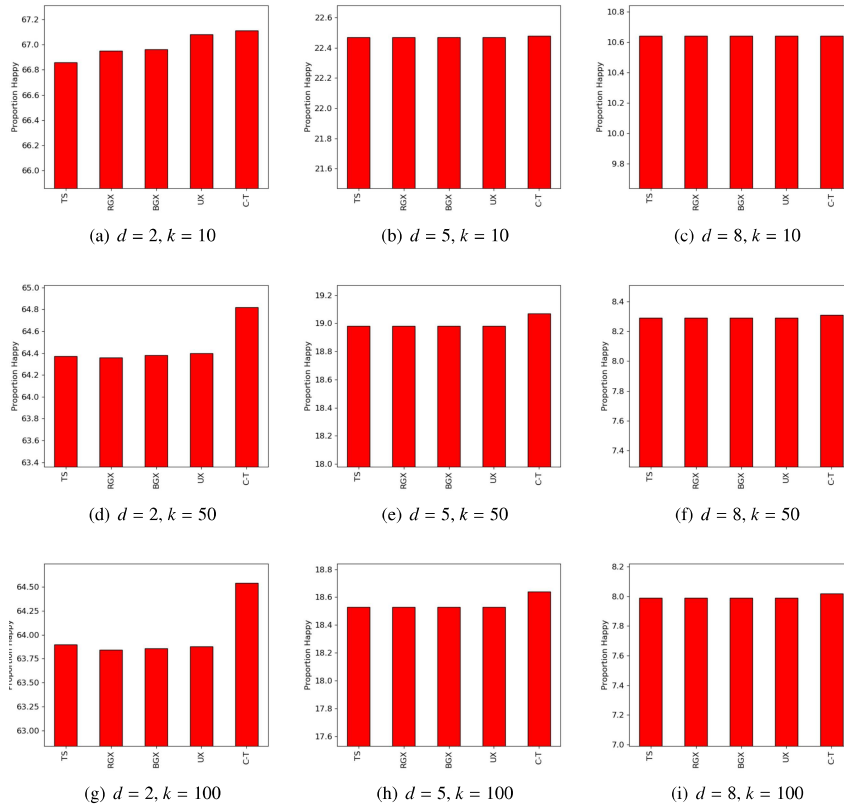 67.2
67.0
66.8
66.6
66.4
66.2
66.0
Proportion Happy
TS
RGX
BGX
UX
C-T
(a) d = 2, k = 10
22.6
22.4
22.2
22.0
21.8
21.6
Proportion Happy
TS
RGX
BGX
UX
C-T
(b) d = 5, k = 10
10.8
10.6
10.4
10.2
10.0
9.8
Proportion Happy
TS
RGX
BGX
UX
C-T
(c) d = 8, k = 10
65.0
64.8
64.6
64.4
64.2
64.0
63.8
63.6
63.4
Proportion Happy
TS
RGX
BGX
UX
C-T
(d) d = 2, k = 50
19.2
19.0
18.8
18.6
18.4
18.2
18.0
Proportion Happy
TS
RGX
BGX
UX
C-T
(e) d = 5, k = 50
8.4
8.2
8.0
7.8
7.6
7.4
Proportion Happy
TS
RGX
BGX
UX
C-T
(f) d = 8, k = 50
64.50
64.25
64.00
63.75
63.50
63.25
63.00
Proportion Happy
TS
RGX
BGX
UX
C-T
(g) d = 2, k = 100
18.8
18.6
18.4
18.2
18.0
17.8
17.6
Proportion Happy
TS
RGX
BGX
UX
C-T
(h) d = 5, k = 100
8.2
8.0
7.8
7.6
7.4
7.2
7.0
Proportion Happy
TS
RGX
BGX
UX
C-T
(i) d = 8, k = 100